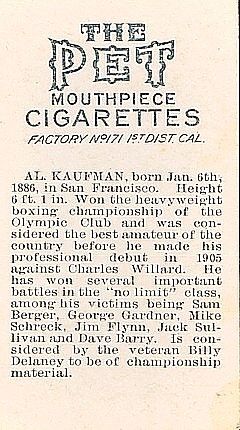 THE
PET
MOUTHPIECE
CIGARETTES
FACTORY No 171 1ST DIST. CAL.
AL. KAUFMAN, born Jan. 6th,
1886, in San Francisco. Height
6 ft. 1 in. Won the heavyweight
boxing championship of the
Olympic Club and was con-
sidered the best amateur of the
country before he made his
professional debut in 1905
against Charles Willard. He
has won several important
battles in the "no limit" class,
among his victims being Sam
Berger, George Gardner, Mike
Schreck, Jim Flynn, Jack Sul-
livan and Dave Barry. Is con-
sidered by the veteran Billy
Delaney to be of championship
material.